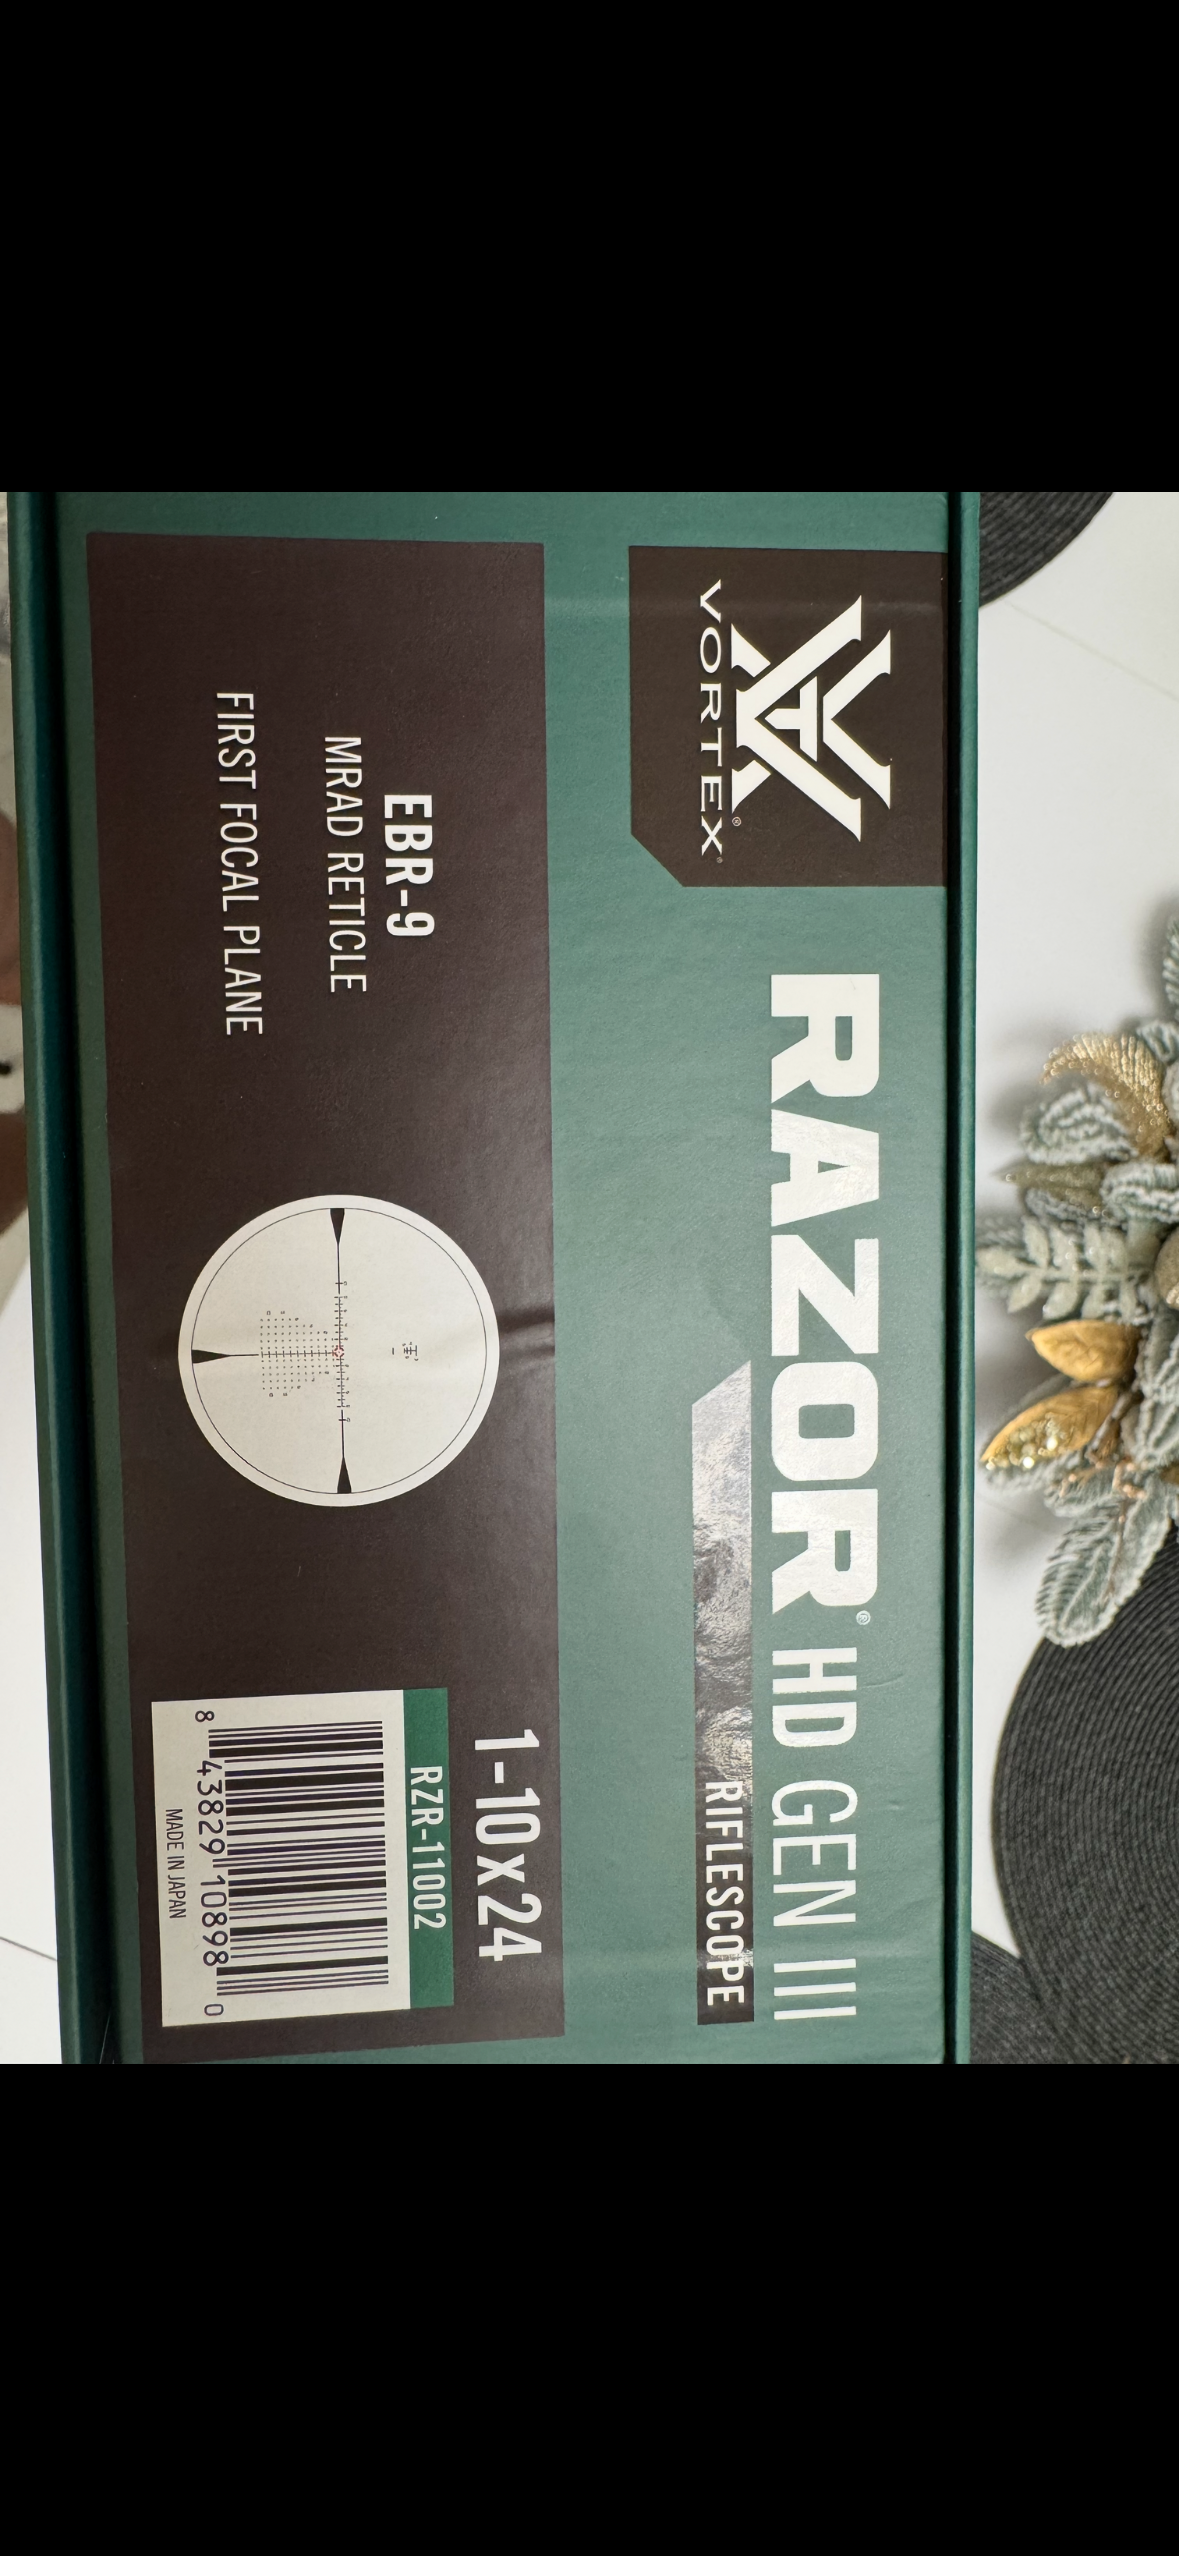 VORTEX®
RAZOR® HD GEN III
RIFLESCOPE
EBR-9
MRAD RETICLE
FIRST FOCAL PLANE
1-10x24
RZR-11002
8 43829 10898 0
MADE IN JAPAN